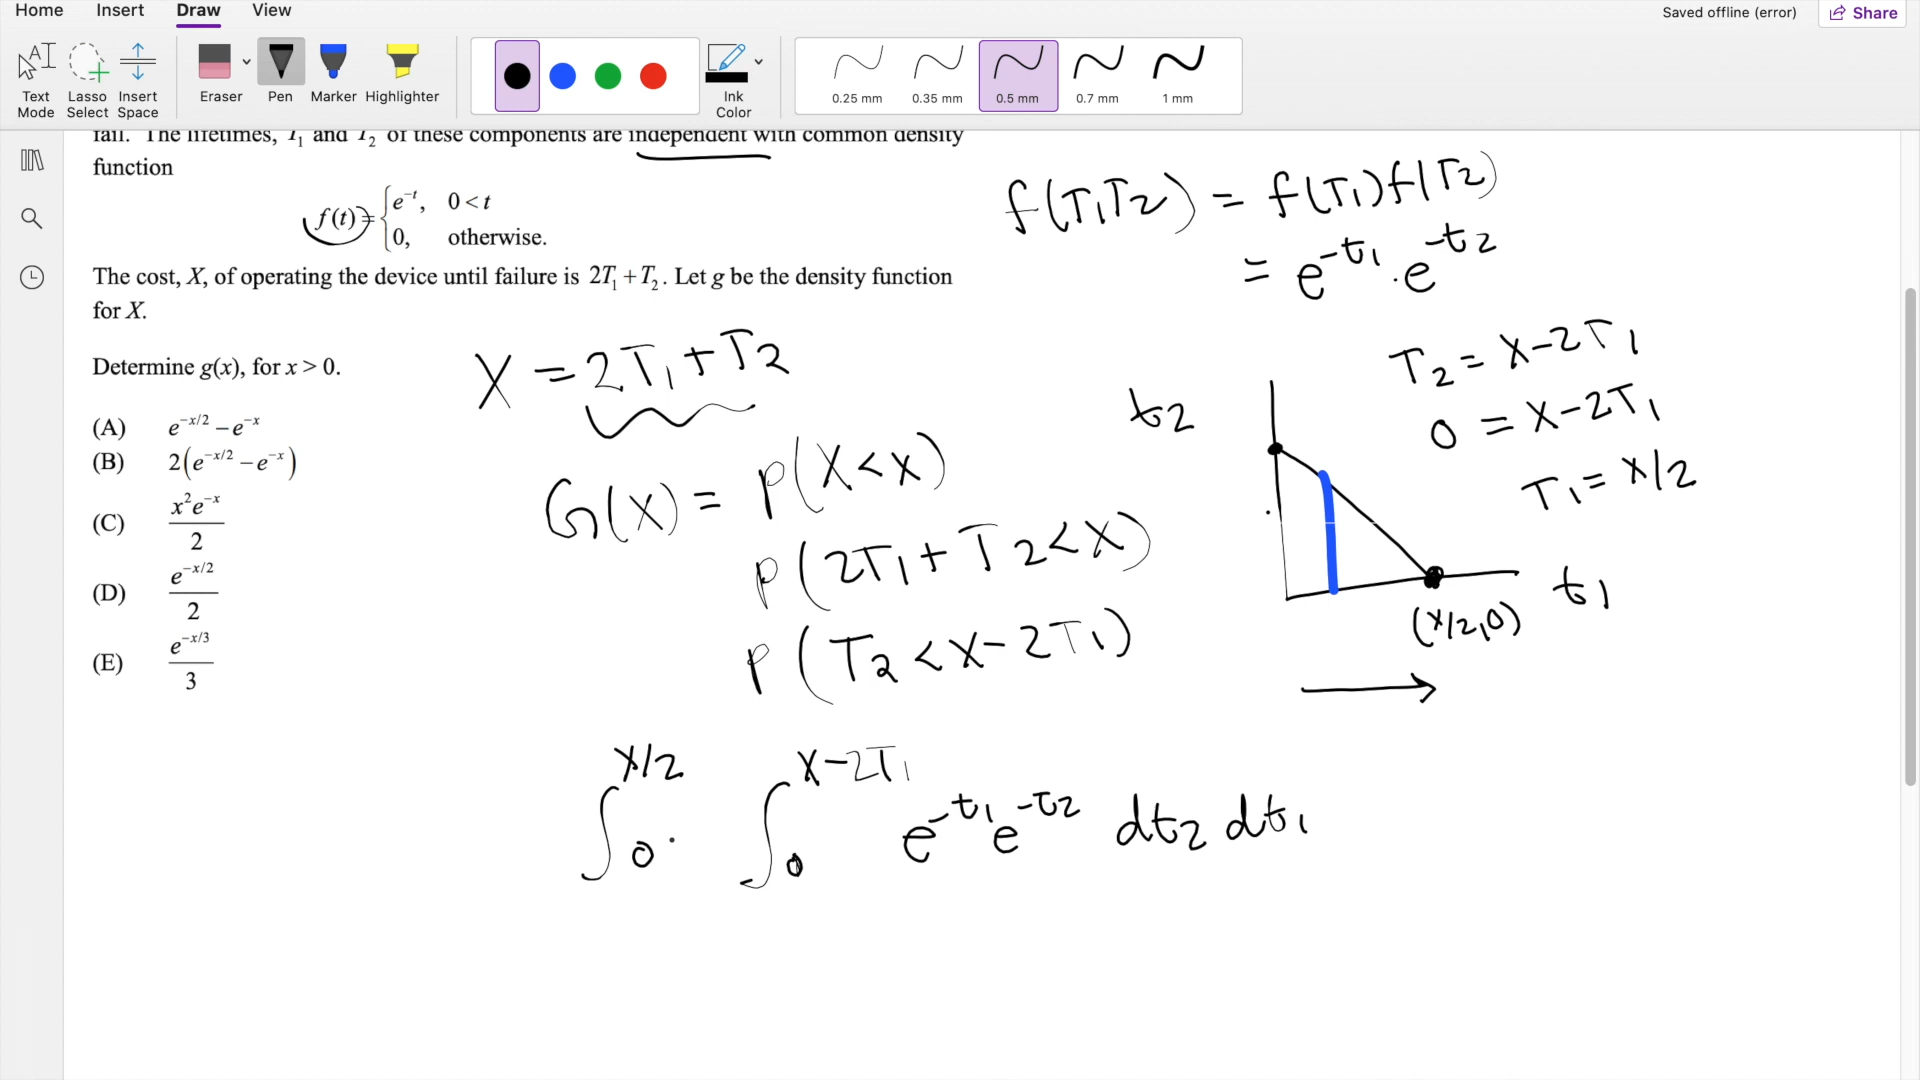 Home Insert Draw View
Saved offline (error)
Share
Text Mode
Lasso Select
Insert Space
Eraser
Pen
Marker
Highlighter
Ink Color
0.25 mm
0.35 mm
0.5 mm
0.7 mm
1 mm
fail. The lifetimes, T₁ and T₂ of these components are independent with common density
function
f(t) = { e^{-t}, 0 < t
0, otherwise.
The cost, X, of operating the device until failure is 2T₁ + T₂. Let g be the density function
for X.
Determine g(x), for x > 0.
(A) e^{-x/2} – e^{-x}
(B) 2(e^{-x/2} – e^{-x})
(C) x²e^{-x} / 2
(D) e^{-x/2} / 2
(E) e^{-x/3} / 3
X = 2T₁ + T₂
G(x) = P(X < x)
P(2T₁ + T₂ < X)
P(T₂ < X – 2T₁)
f(T₁T₂) = f(T₁)f(T₂)
= e^{-t₁} · e^{-t₂}
T₂ = X – 2T₁
0 = X – 2T₁
T₁ = X/2
t₂
t₁
(X/2,0)
∫₀^{X/2} ∫₀^{X–2T₁} e^{-t₁} e^{-t₂} dt₂ dt₁